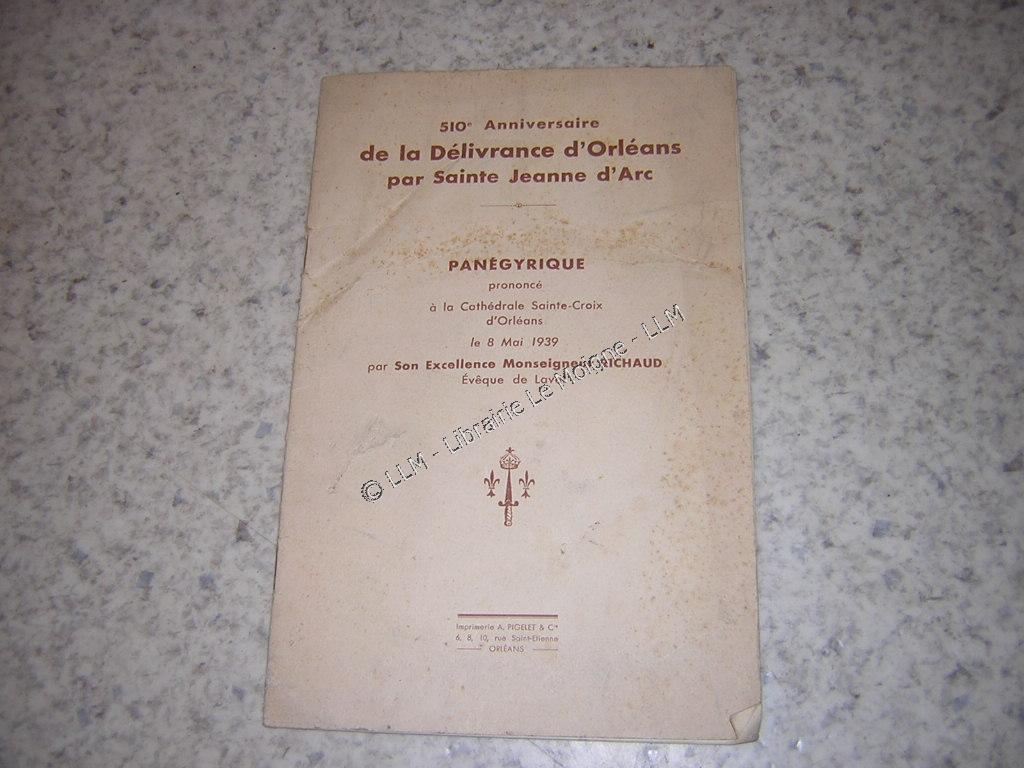 510e Anniversaire
de la Délivrance d'Orléans
par Sainte Jeanne d'Arc
PANÉGYRIQUE
prononcé
à la Cathédrale Sainte-Croix
d'Orléans
le 8 Mai 1939
par Son Excellence Monseigneur RICHAUD
Évêque de
© LLM - Librairie Le Moigne - LLM
Imprimerie A. PIGELET & Cie
6, 8, 10, rue Saint-Etienne
ORLÉANS